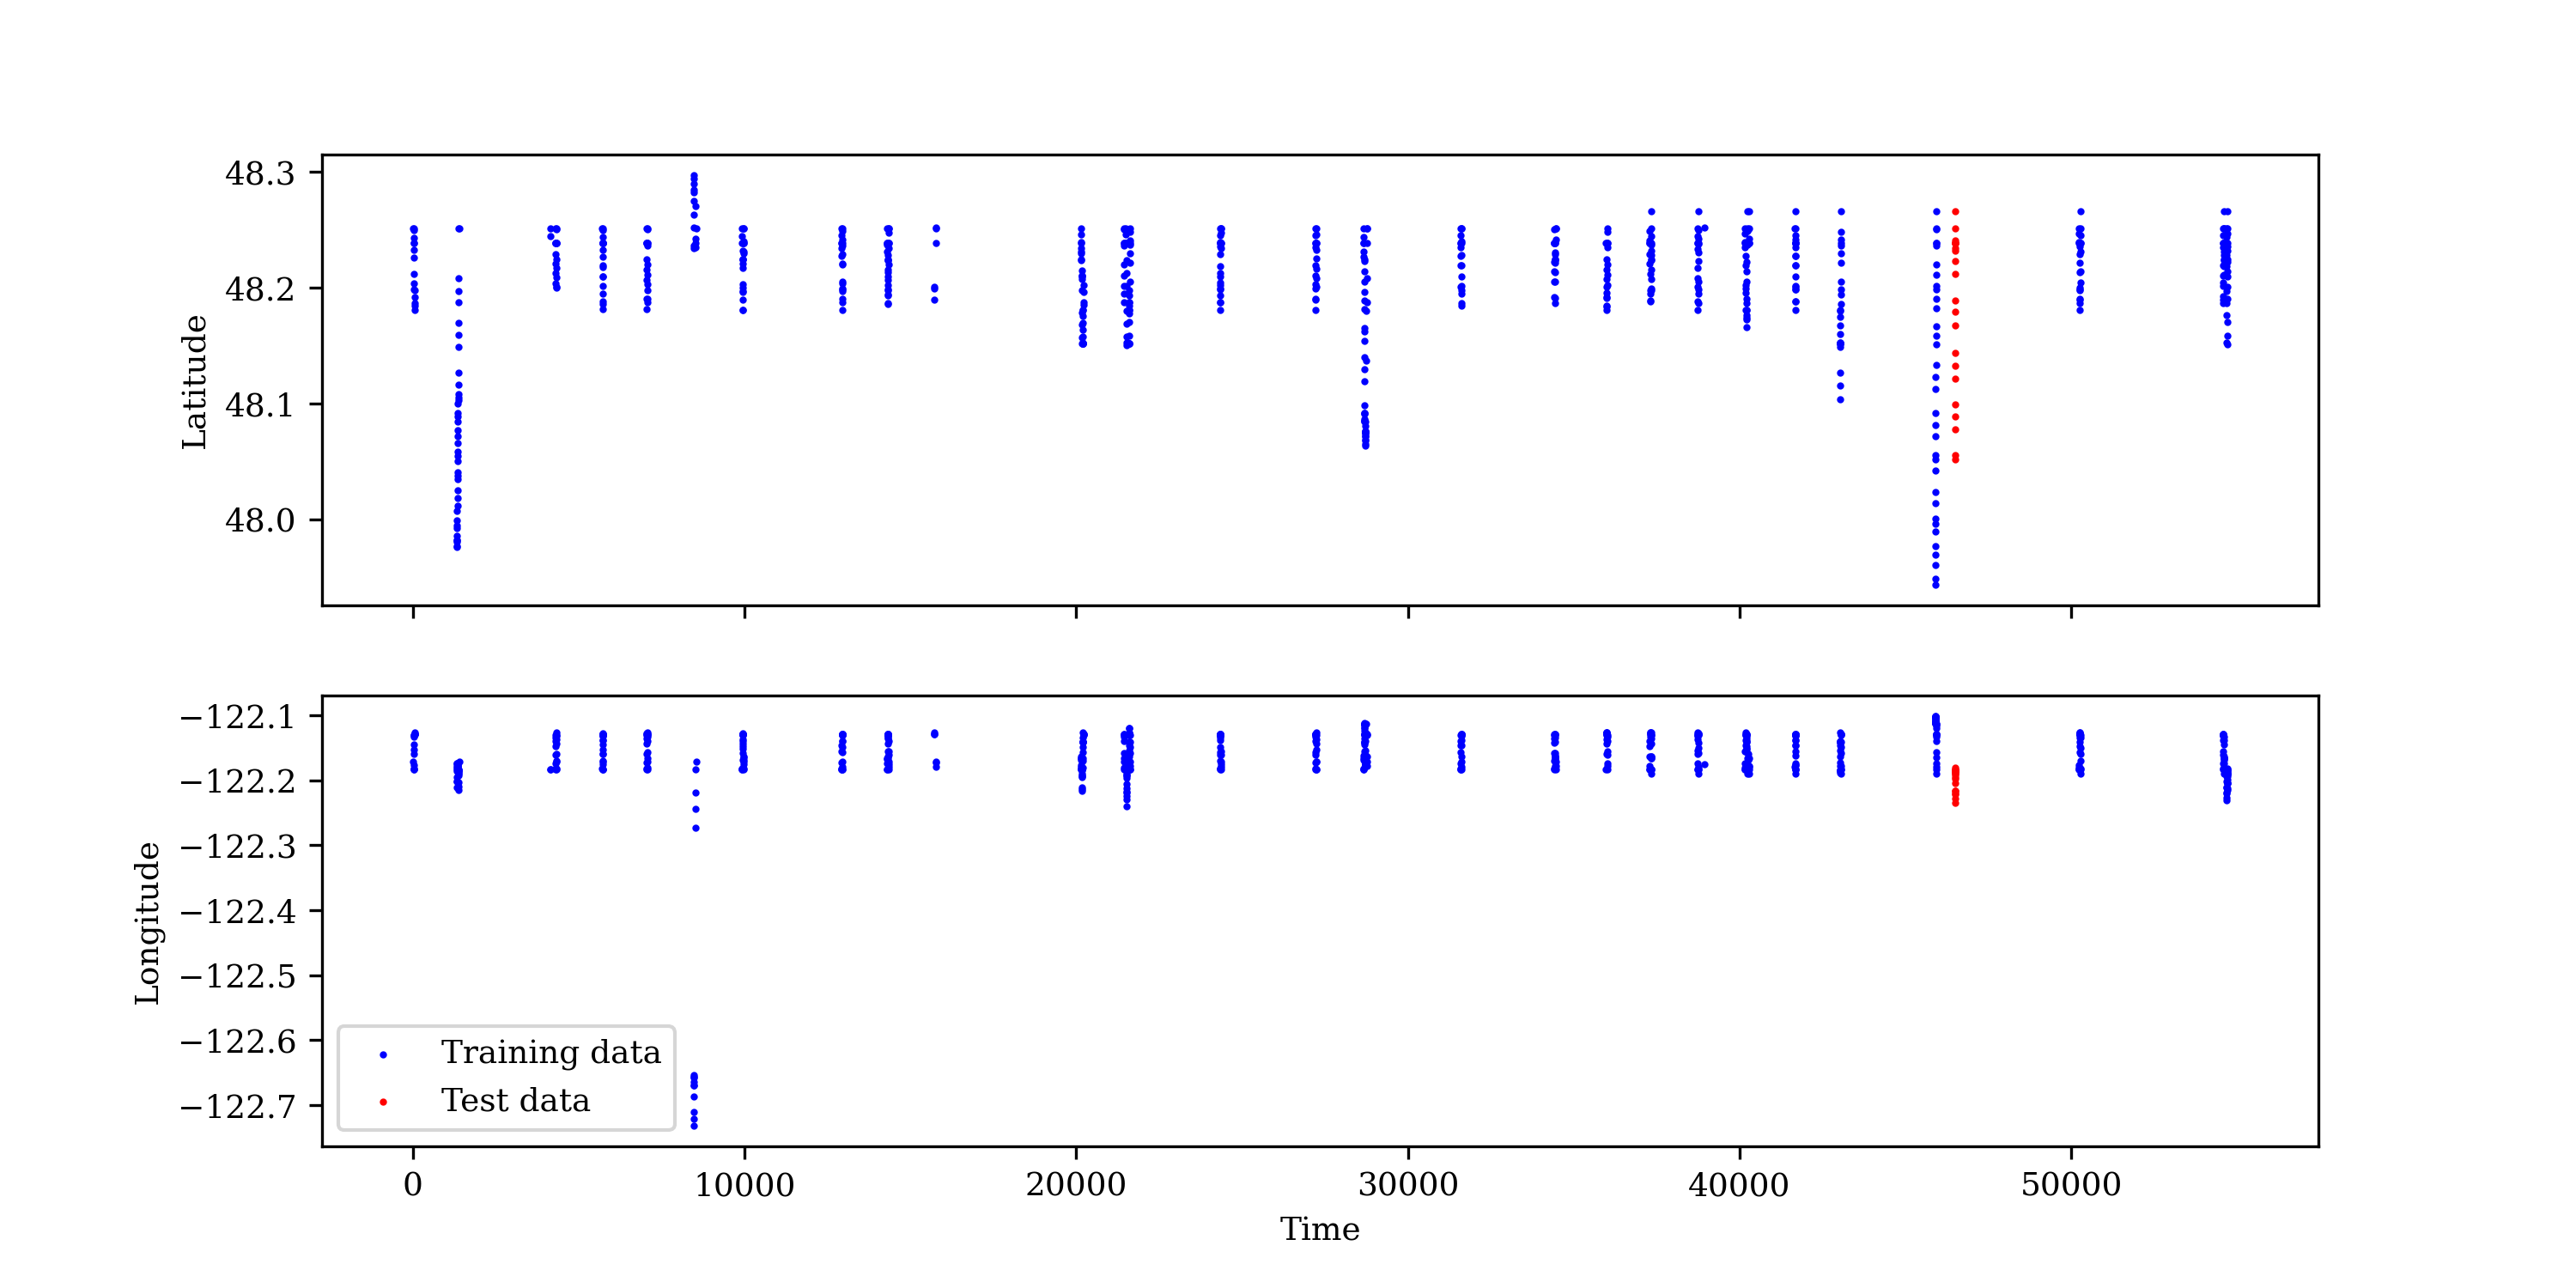 48.3
48.2
48.1
48.0
Latitude
−122.1
−122.2
−122.3
−122.4
−122.5
−122.6
−122.7
Longitude
Training data
Test data
0 10000 20000 30000 40000 50000
Time